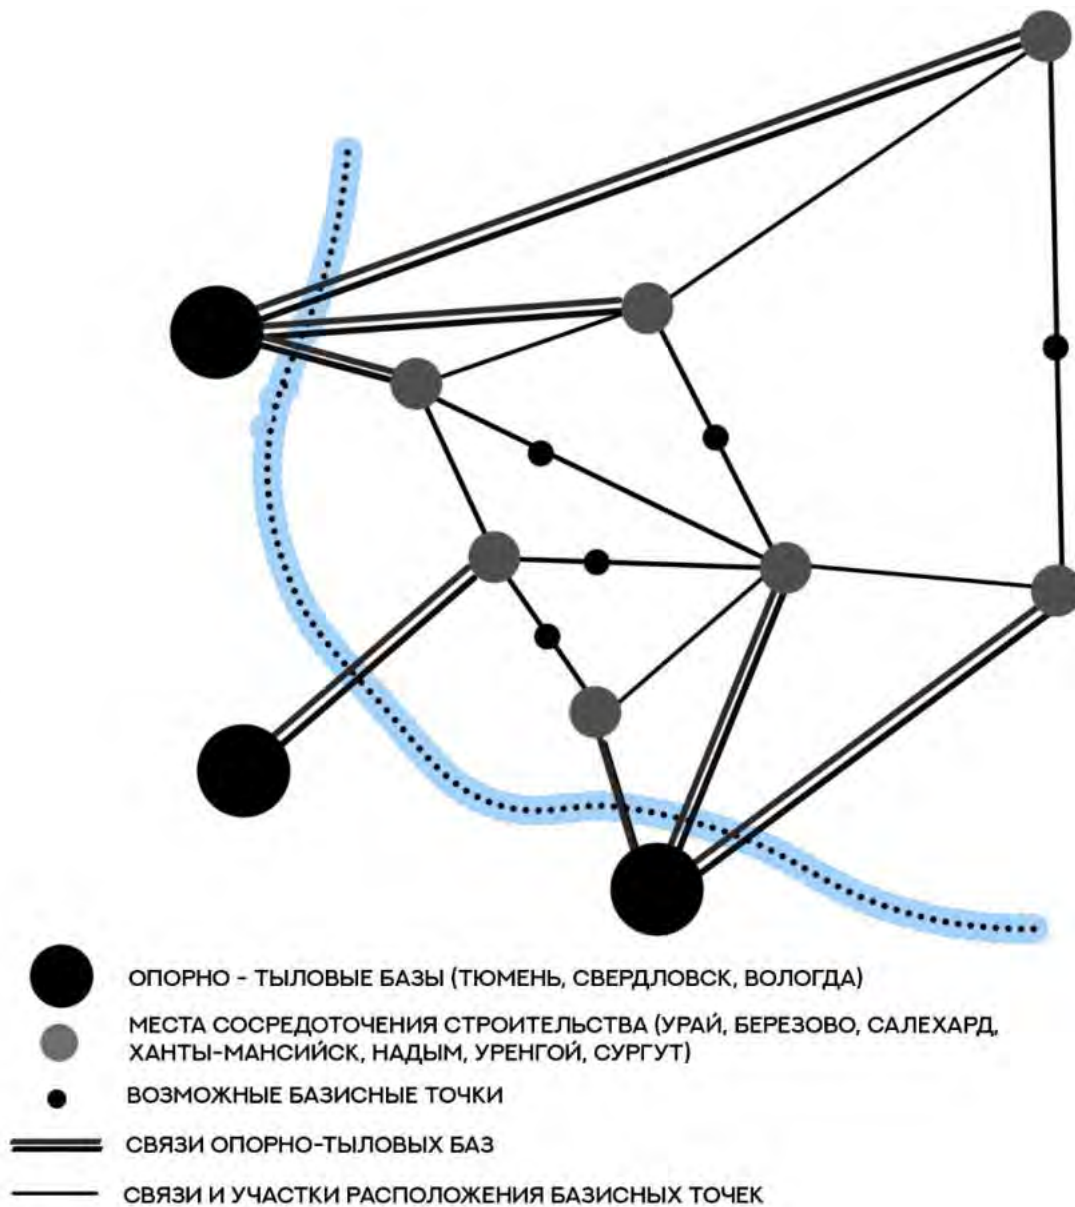 ОПОРНО - ТЫЛОВЫЕ БАЗЫ (ТЮМЕНЬ, СВЕРДЛОВСК, ВОЛОГДА)
МЕСТА СОСРЕДОТОЧЕНИЯ СТРОИТЕЛЬСТВА (УРАЙ, БЕРЕЗОВО, САЛЕХАРД,
ХАНТЫ-МАНСИЙСК, НАДЫМ, УРЕНГОЙ, СУРГУТ)
ВОЗМОЖНЫЕ БАЗИСНЫЕ ТОЧКИ
СВЯЗИ ОПОРНО-ТЫЛОВЫХ БАЗ
СВЯЗИ И УЧАСТКИ РАСПОЛОЖЕНИЯ БАЗИСНЫХ ТОЧЕК